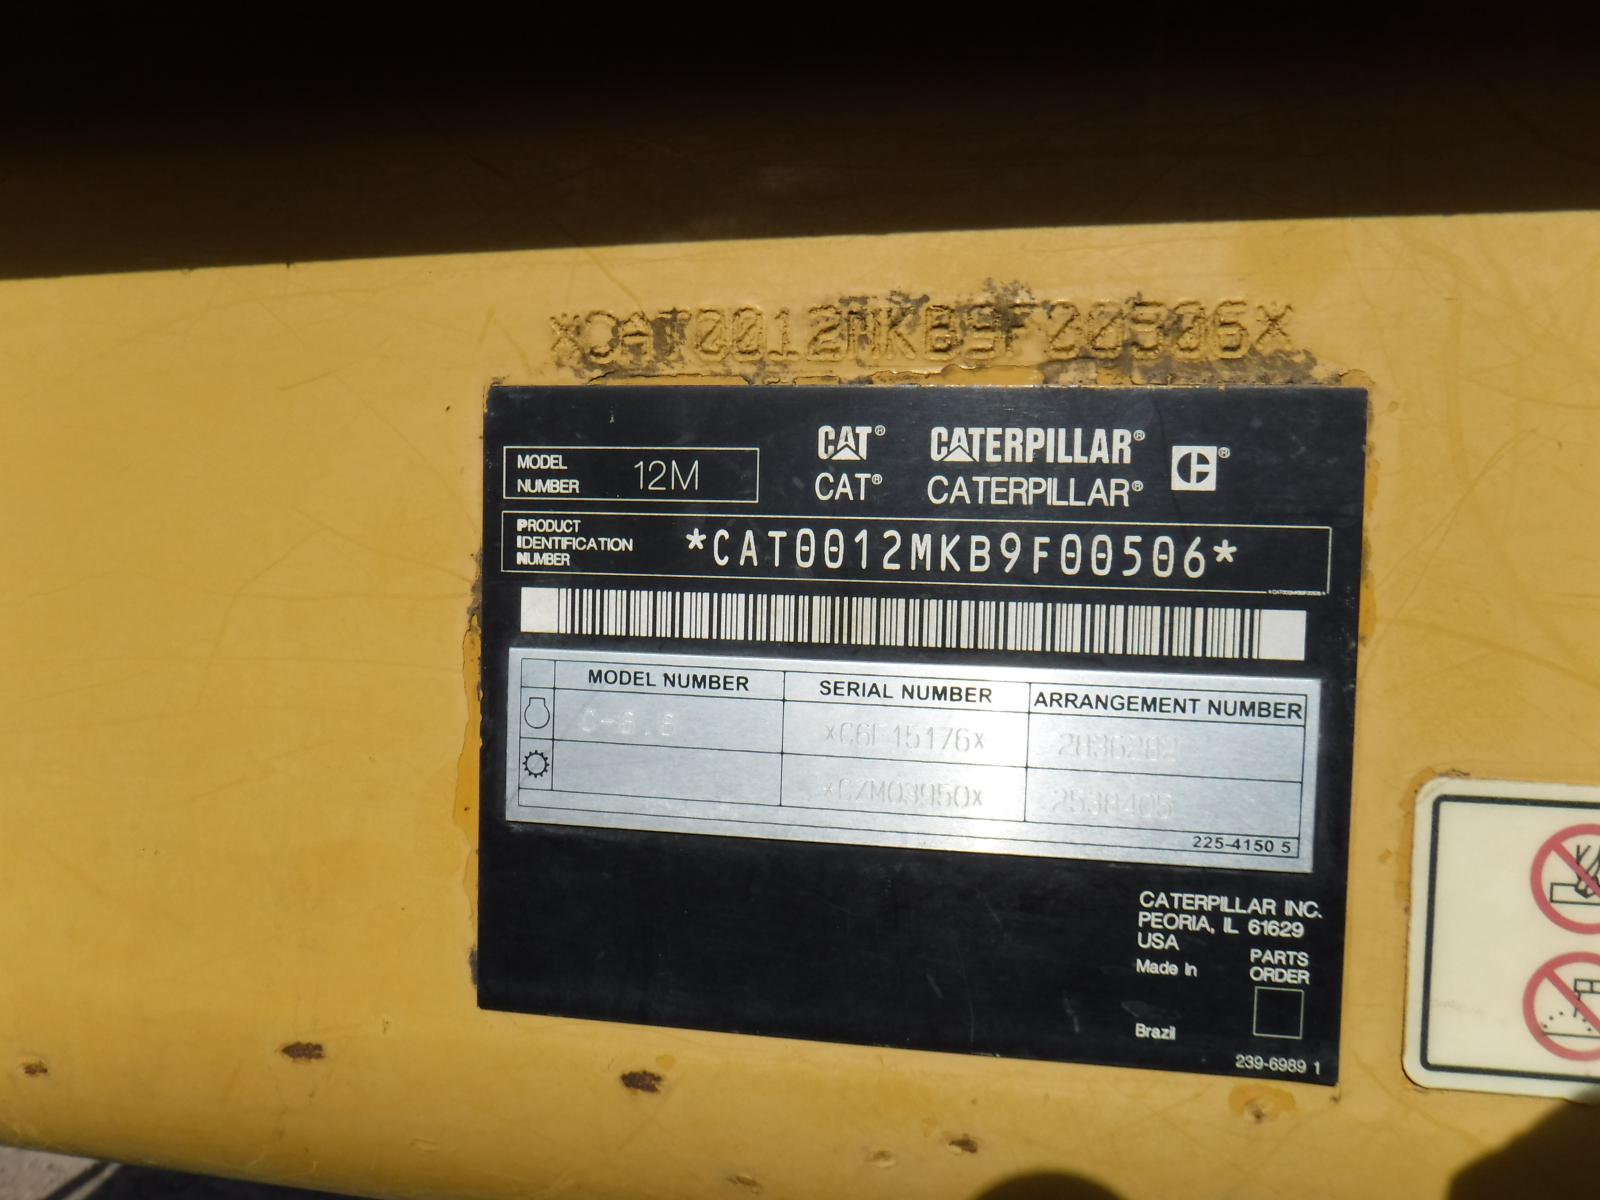 *CAT0012MKB9F00506*
CAT® CATERPILLAR® ®
MODEL NUMBER 12M
CAT® CATERPILLAR®
PRODUCT IDENTIFICATION NUMBER *CAT0012MKB9F00506*
MODEL NUMBER SERIAL NUMBER ARRANGEMENT NUMBER
C-6.6 *C6E15176*
*CZM03950* 2538405
225-4150 5
CATERPILLAR INC.
PEORIA, IL 61629
USA
Made in
Brazil
PARTS
ORDER
239-6989 1